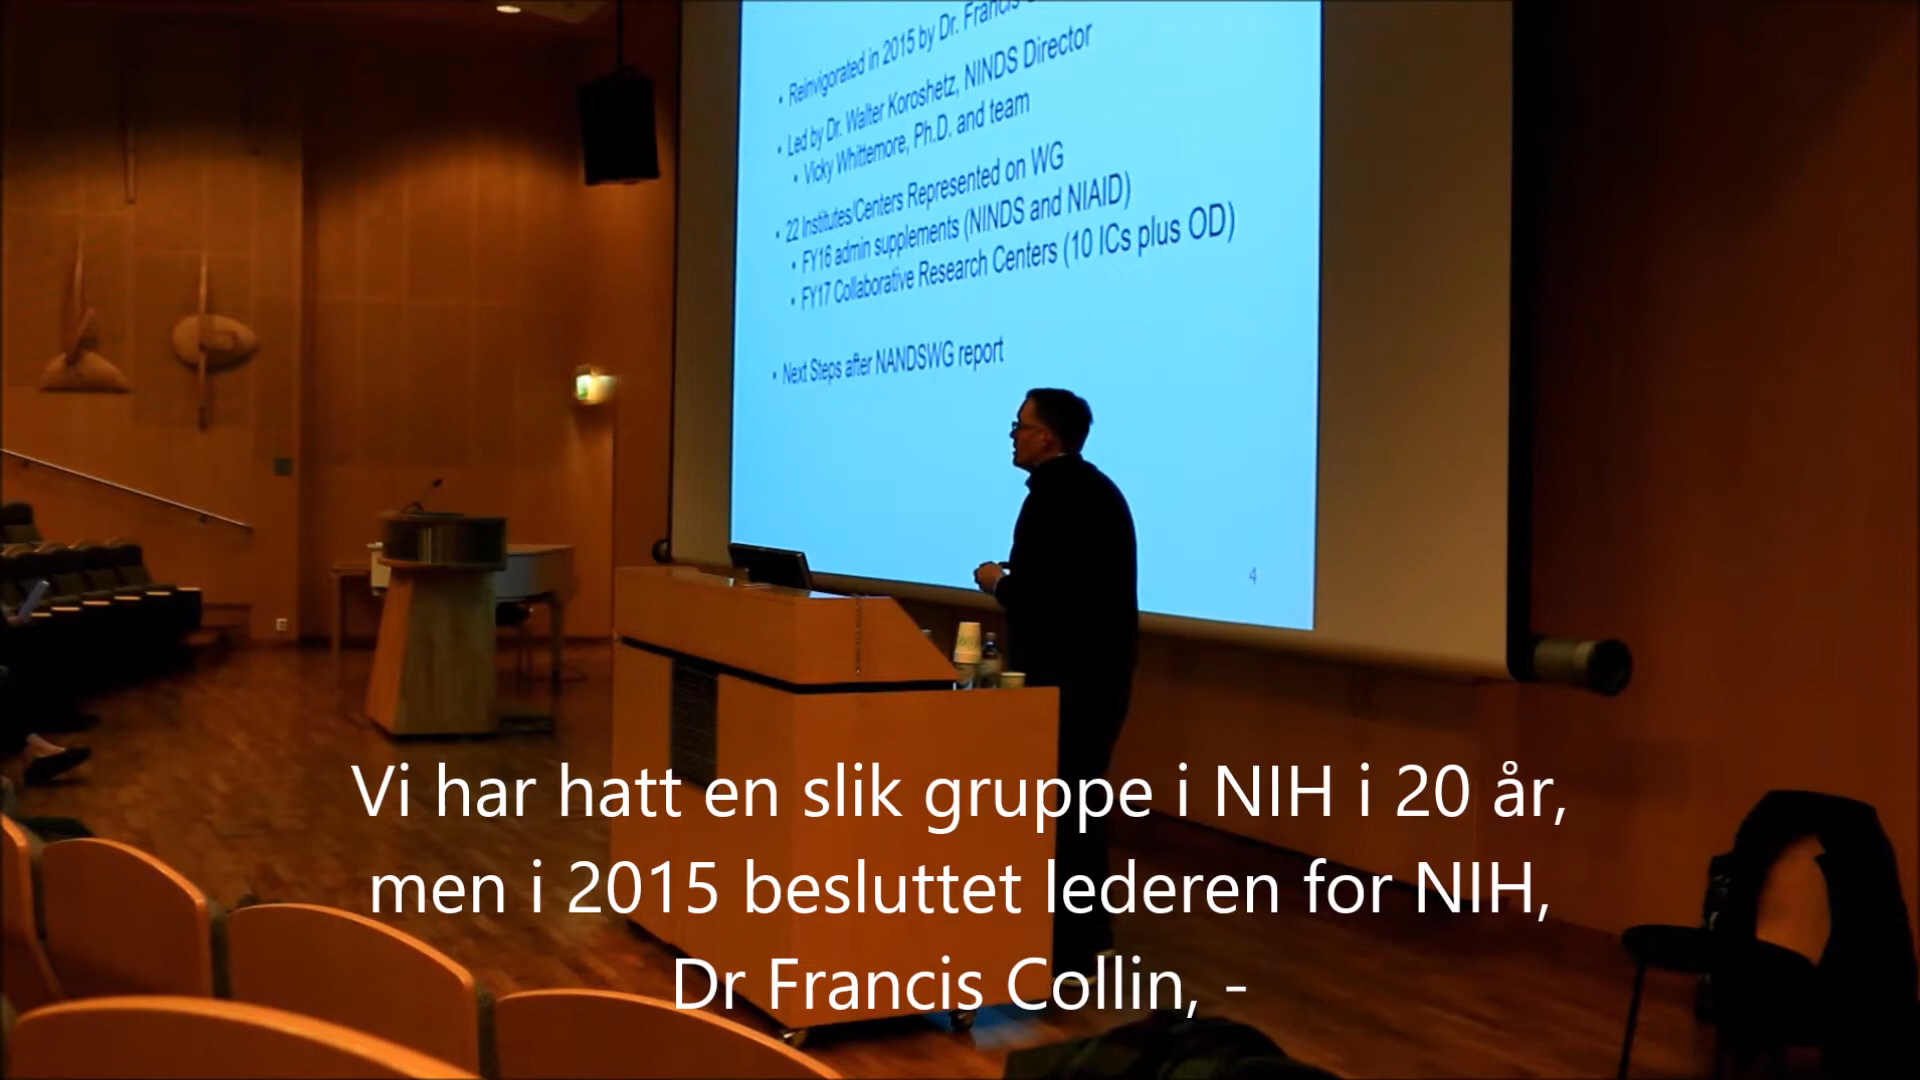 • Reinvigorated in 2015 by Dr. Francis
• Led by Dr. Walter Koroshetz, NINDS Director
• Vicky Whittemore, Ph.D. and team
• 22 Institutes/Centers Represented on WG
• FY16 admin supplements (NINDS and NIAID)
• FY17 Collaborative Research Centers (10 ICs plus OD)
• Next Steps after NANDSWG report
4
Vi har hatt en slik gruppe i NIH i 20 år,
men i 2015 besluttet lederen for NIH,
Dr Francis Collin, -